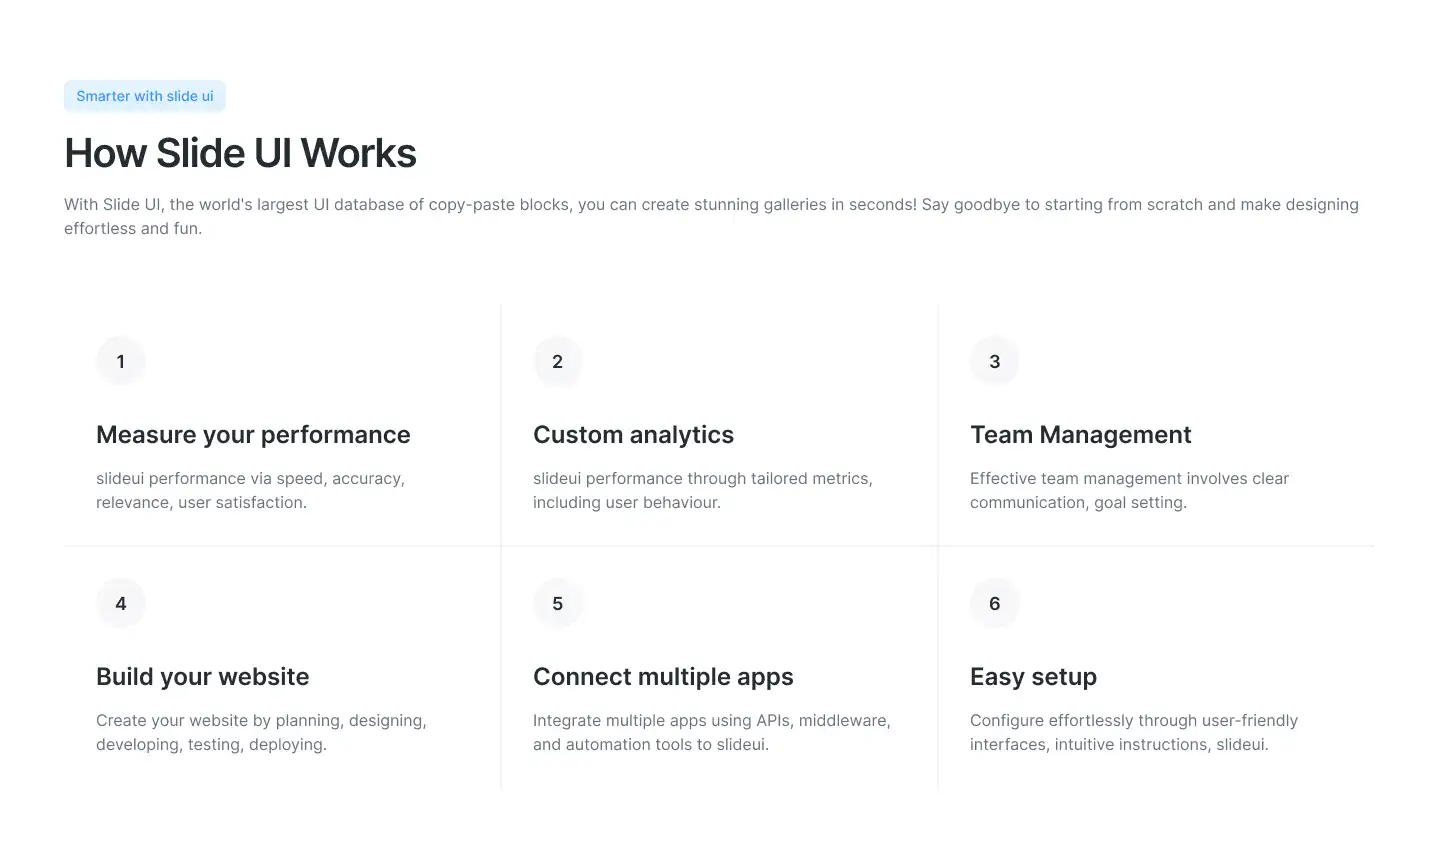 Smarter with slide ui
How Slide UI Works
With Slide UI, the world's largest UI database of copy-paste blocks, you can create stunning galleries in seconds! Say goodbye to starting from scratch and make designing
effortless and fun.
1
Measure your performance
slideui performance via speed, accuracy,
relevance, user satisfaction.
2
Custom analytics
slideui performance through tailored metrics,
including user behaviour.
3
Team Management
Effective team management involves clear
communication, goal setting.
4
Build your website
Create your website by planning, designing,
developing, testing, deploying.
5
Connect multiple apps
Integrate multiple apps using APIs, middleware,
and automation tools to slideui.
6
Easy setup
Configure effortlessly through user-friendly
interfaces, intuitive instructions, slideui.